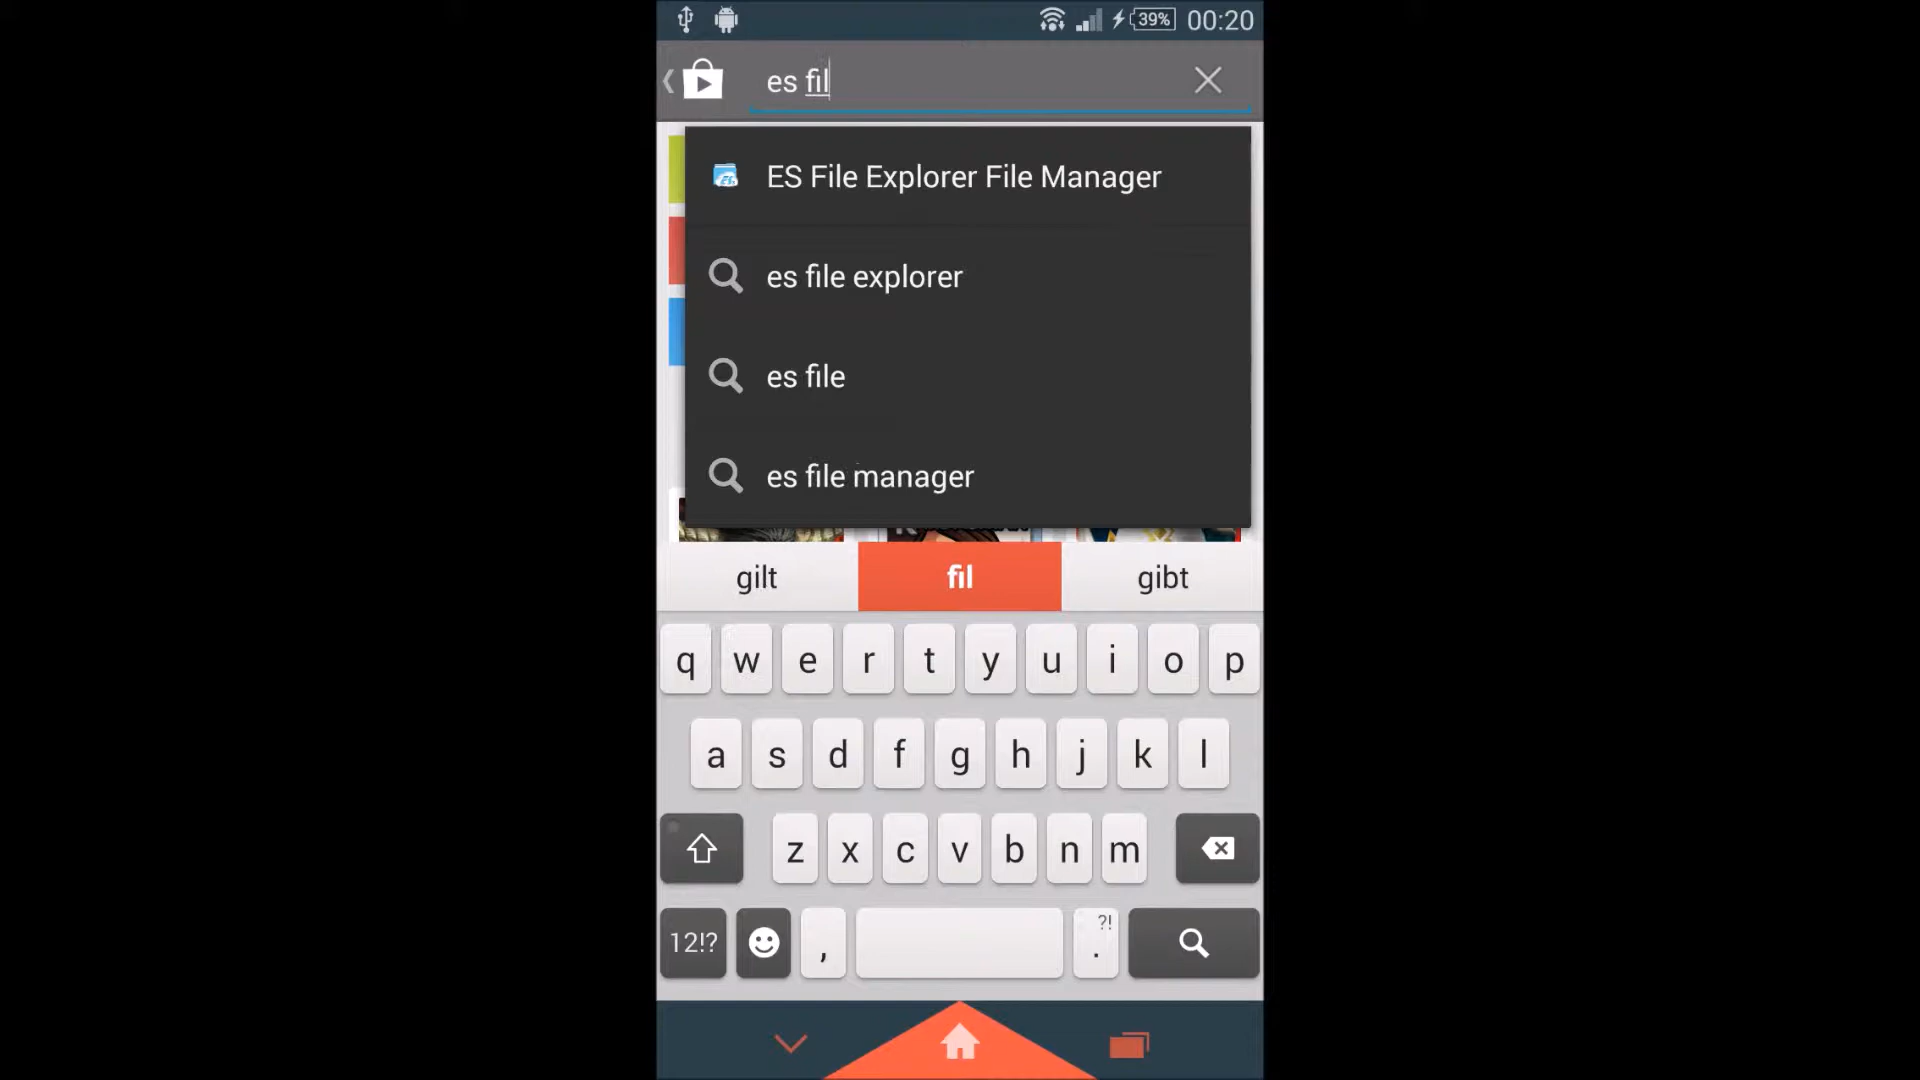 39% 00:20
es fil
ES File Explorer File Manager
es file explorer
es file
es file manager
gilt fil gibt
q w e r t y u i o p
a s d f g h j k l
z x c v b n m
12!? , ?! .